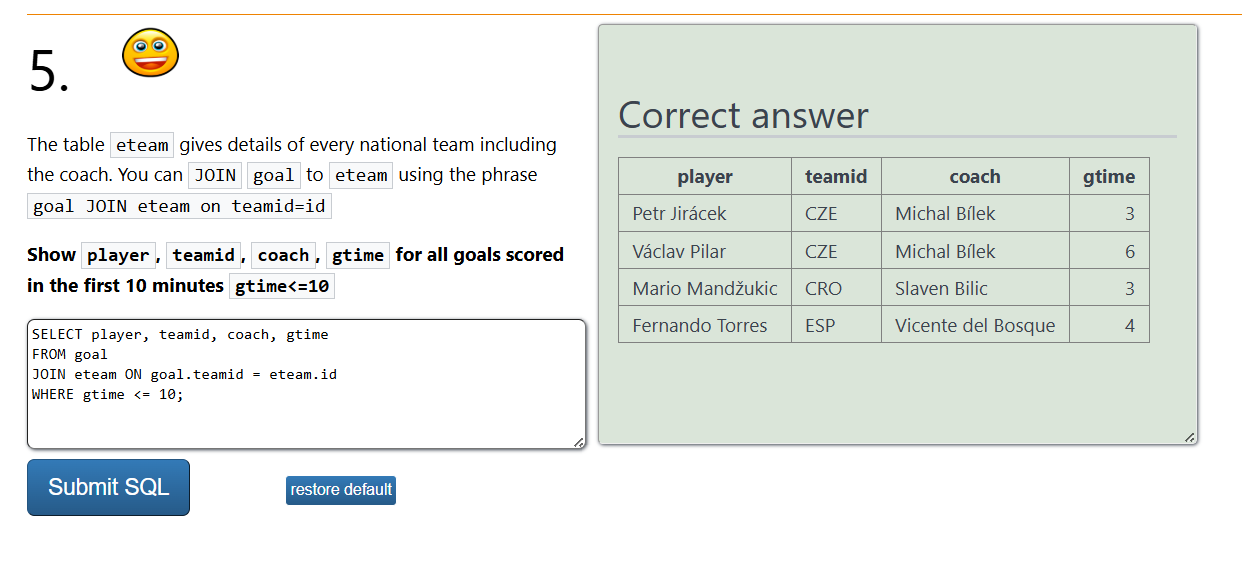 5.
The table eteam gives details of every national team including
the coach. You can JOIN goal to eteam using the phrase
goal JOIN eteam on teamid=id
Show player, teamid, coach, gtime for all goals scored
in the first 10 minutes gtime<=10
SELECT player, teamid, coach, gtime
FROM goal
JOIN eteam ON goal.teamid = eteam.id
WHERE gtime <= 10;
Submit SQL
restore default
Correct answer
player teamid coach gtime
Petr Jirácek CZE Michal Bílek 3
Václav Pilar CZE Michal Bílek 6
Mario Mandžukic CRO Slaven Bilic 3
Fernando Torres ESP Vicente del Bosque 4